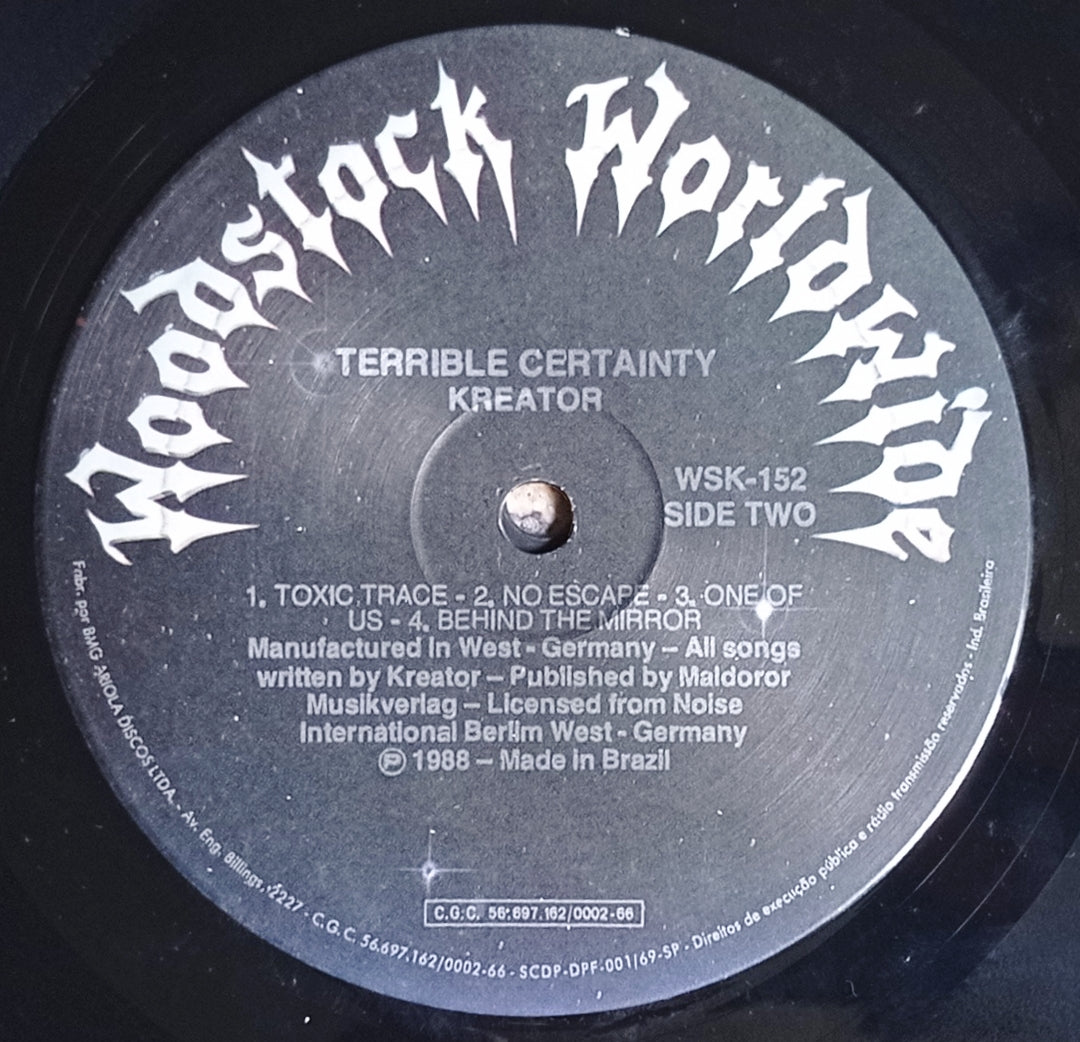 Woodstock Worldwide
TERRIBLE CERTAINTY
KREATOR
WSK-152
SIDE TWO
1. TOXIC TRACE - 2. NO ESCAPE - 3. ONE OF
US - 4. BEHIND THE MIRROR
Manufactured in West - Germany – All songs
written by Kreator – Published by Maldoror
Musikverlag – Licensed from Noise
International Berlim West - Germany
Ⓟ 1988 – Made in Brazil
C.G.C. 56.697.162/0002-66
Fabr. por BMG ARIOLA DISCOS LTDA. - Av. Eng. Billings, 2227 - C.G.C. 56.697.162/0002-66 - SCDP-DPF-001/69-SP - Direitos de execução pública e rádio transmissão reservados - Ind. Brasileira